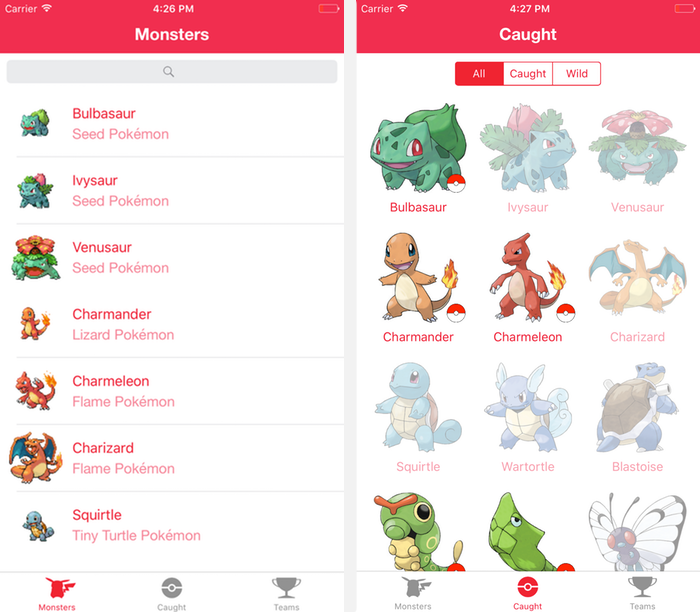 Carrier 4:26 PM
Monsters
Bulbasaur
Seed Pokémon
Ivysaur
Seed Pokémon
Venusaur
Seed Pokémon
Charmander
Lizard Pokémon
Charmeleon
Flame Pokémon
Charizard
Flame Pokémon
Squirtle
Tiny Turtle Pokémon
Monsters Caught Teams
Carrier 4:27 PM
Caught
All Caught Wild
Bulbasaur Ivysaur Venusaur
Charmander Charmeleon Charizard
Squirtle Wartortle Blastoise
Monsters Caught Teams